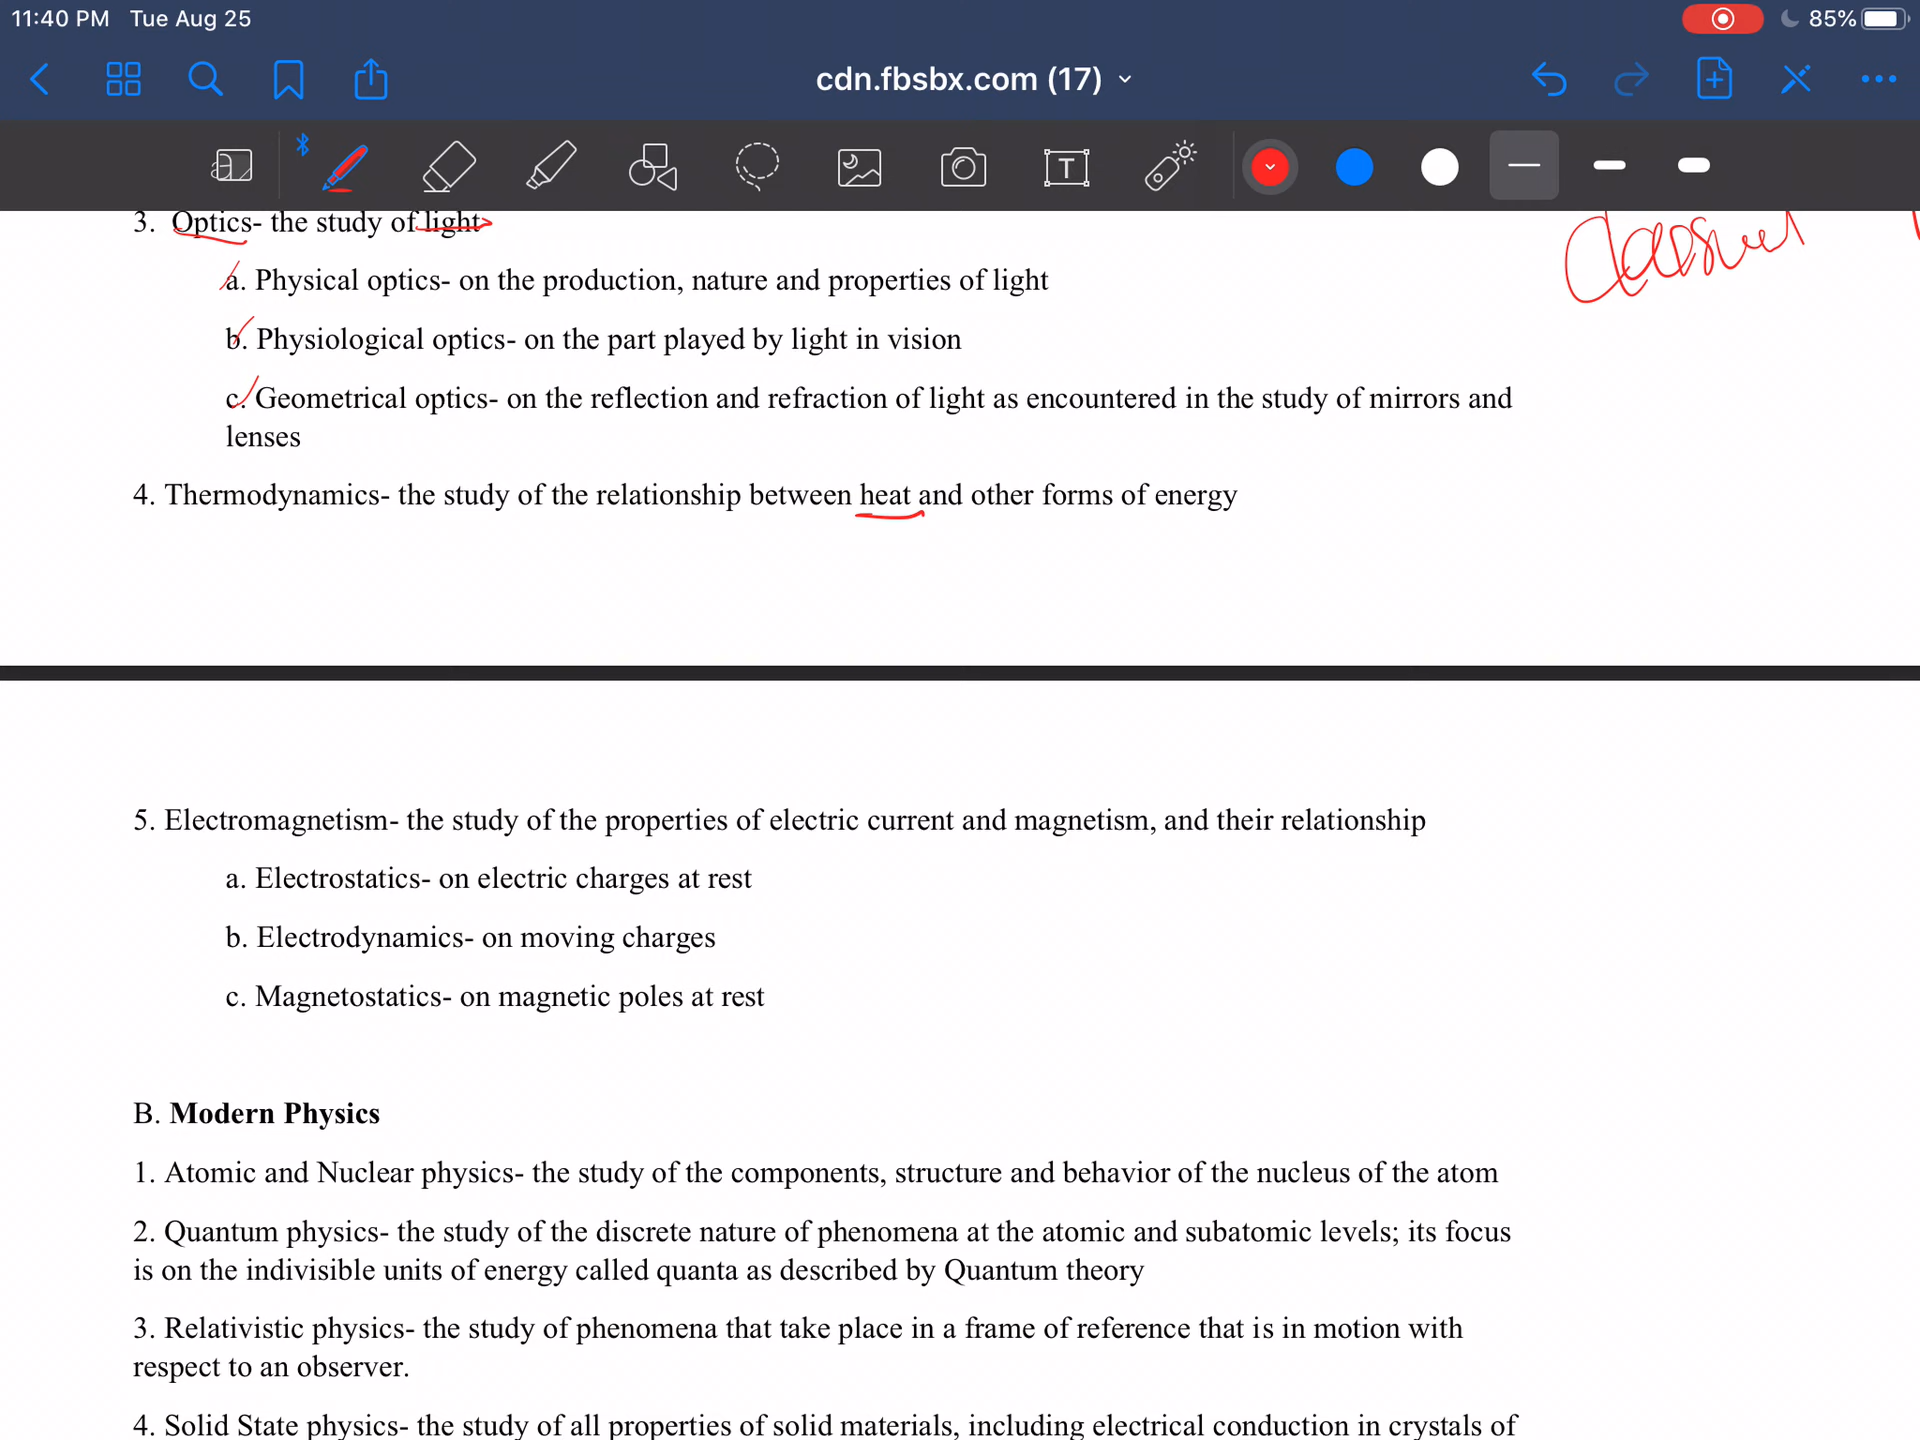 11:40 PM Tue Aug 25
85%
cdn.fbsbx.com (17)
T
3. Optics- the study of light
a. Physical optics- on the production, nature and properties of light
b. Physiological optics- on the part played by light in vision
c. Geometrical optics- on the reflection and refraction of light as encountered in the study of mirrors and
lenses
4. Thermodynamics- the study of the relationship between heat and other forms of energy
5. Electromagnetism- the study of the properties of electric current and magnetism, and their relationship
a. Electrostatics- on electric charges at rest
b. Electrodynamics- on moving charges
c. Magnetostatics- on magnetic poles at rest
B. Modern Physics
1. Atomic and Nuclear physics- the study of the components, structure and behavior of the nucleus of the atom
2. Quantum physics- the study of the discrete nature of phenomena at the atomic and subatomic levels; its focus
is on the indivisible units of energy called quanta as described by Quantum theory
3. Relativistic physics- the study of phenomena that take place in a frame of reference that is in motion with
respect to an observer.
4. Solid State physics- the study of all properties of solid materials, including electrical conduction in crystals of